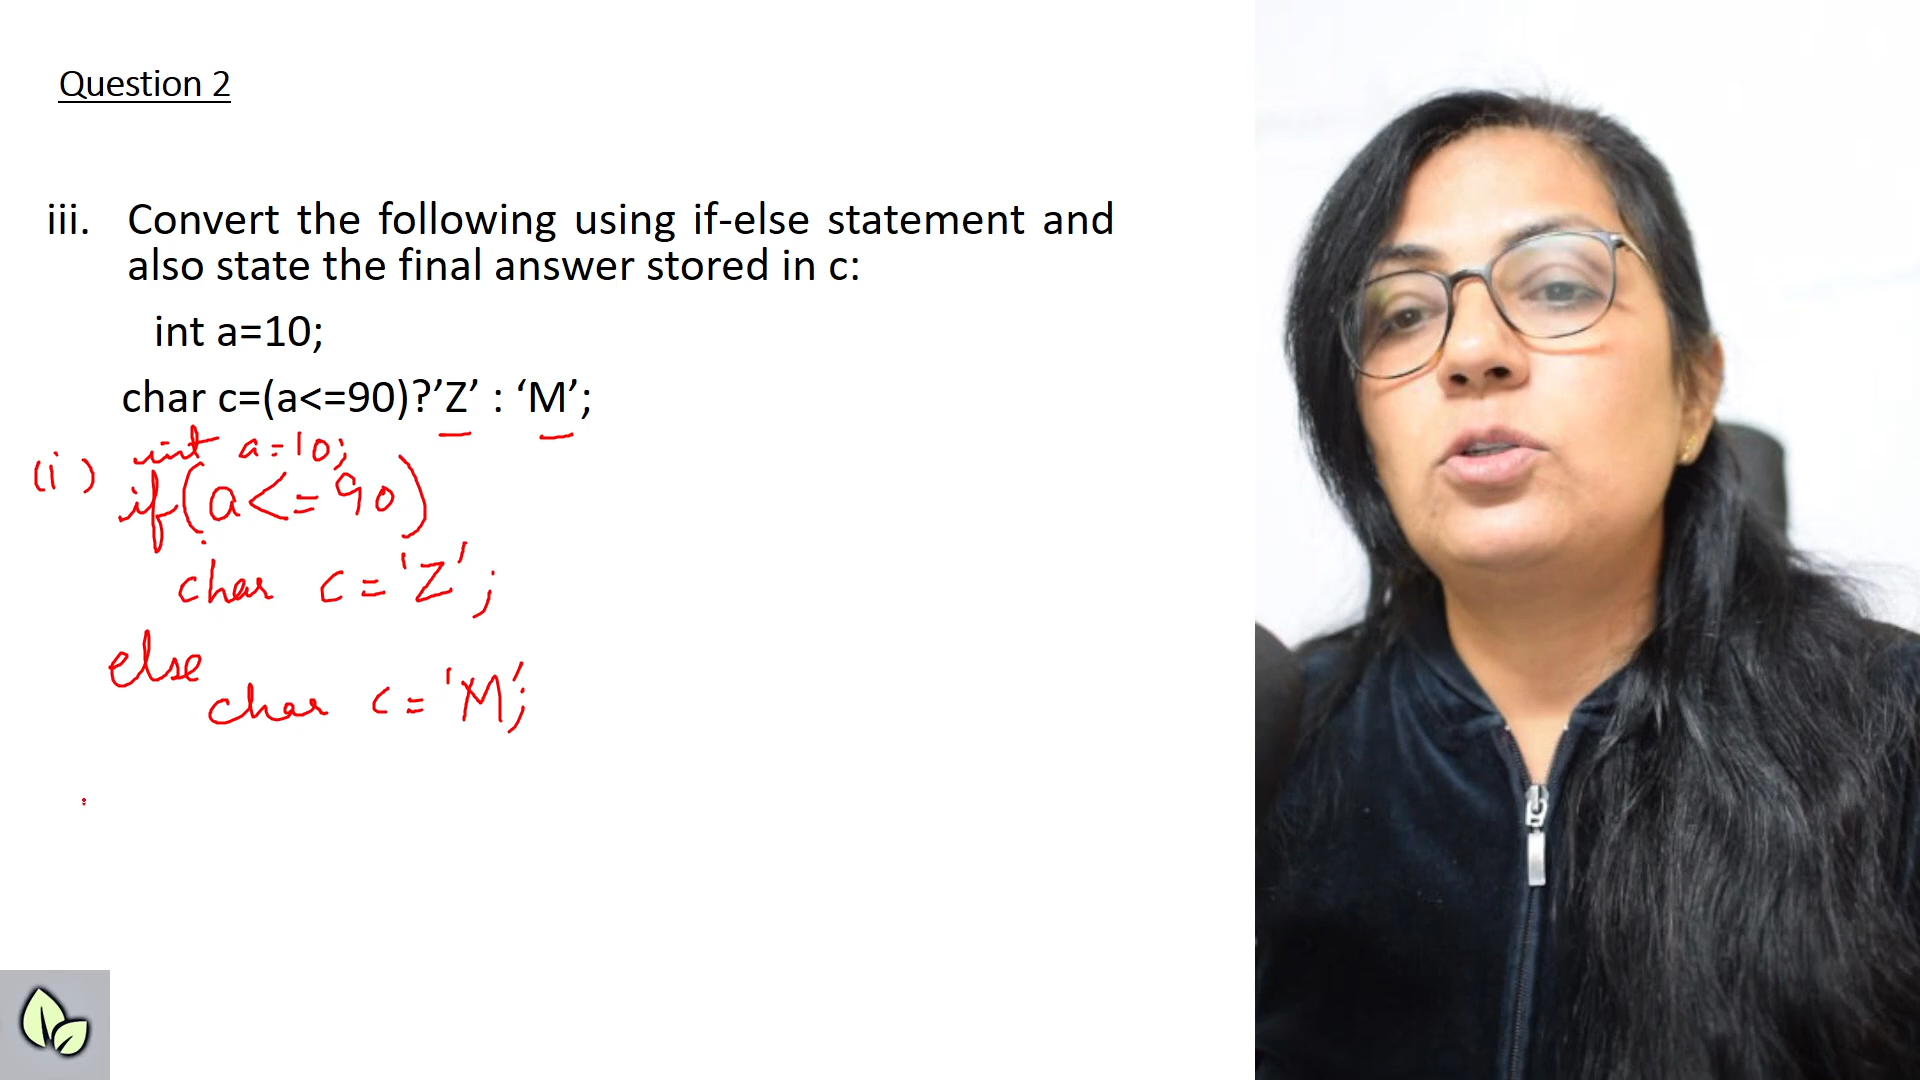 Question 2
iii. Convert the following using if-else statement and
also state the final answer stored in c:
int a=10;
char c=(a<=90)?’Z’ : ‘M’;
(i) int a=10;
if(a<=90)
char c='Z';
else
char c='M';